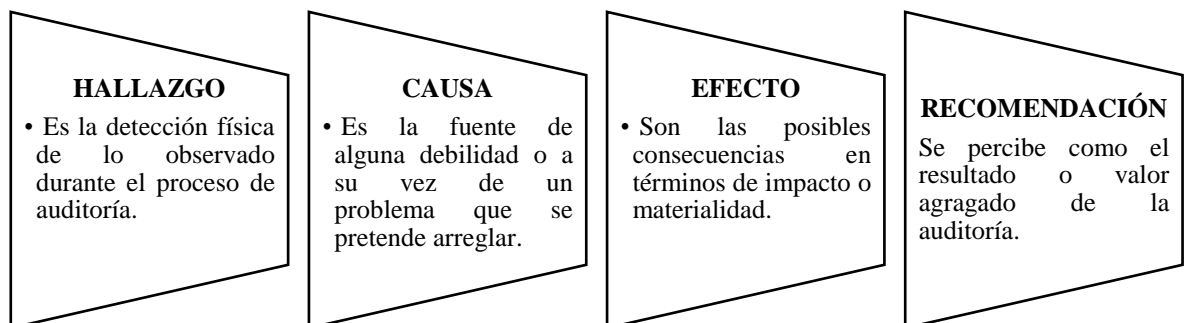 HALLAZGO
• Es la detección física
de lo observado
durante el proceso de
auditoría.
CAUSA
• Es la fuente de
alguna debilidad o a
su vez de un
problema que se
pretende arreglar.
EFECTO
• Son las posibles
consecuencias en
términos de impacto o
materialidad.
RECOMENDACIÓN
Se percibe como el
resultado o valor
agragado de la
auditoría.